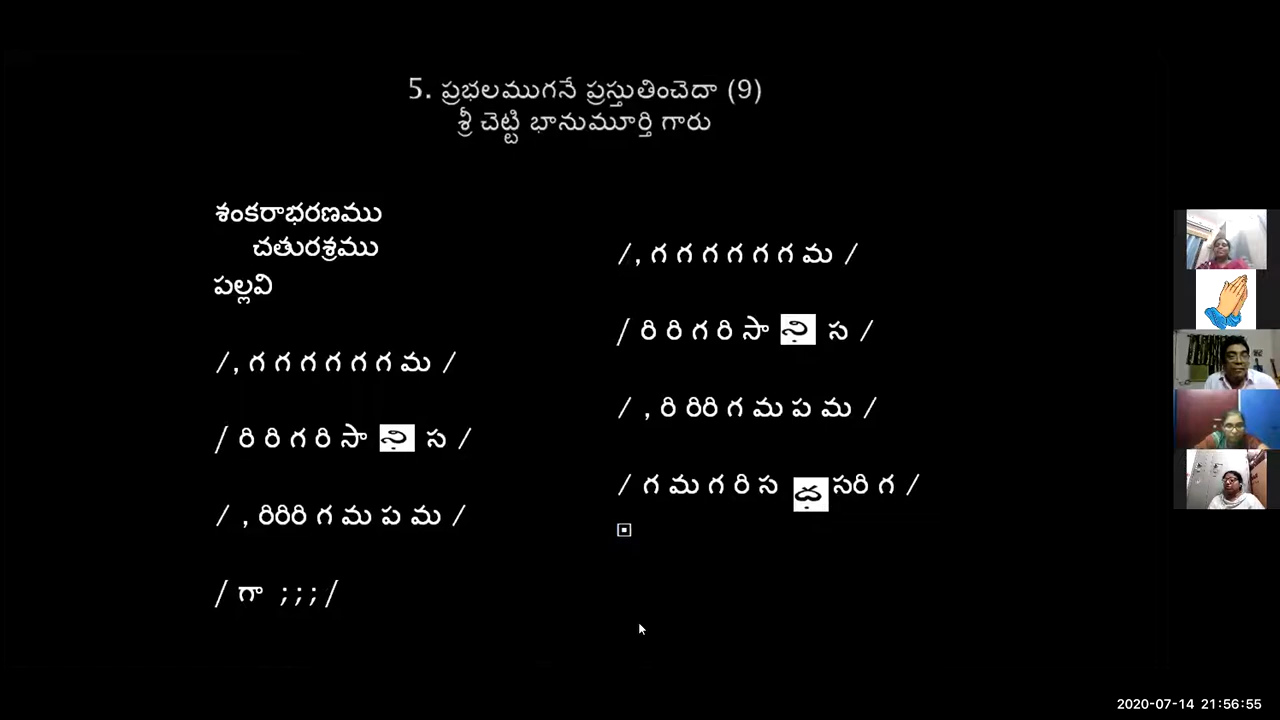 5. ప్రభలముగనే ప్రస్తుతించెదా (9)
శ్రీ చెట్టి భానుమూర్తి గారు
శంకరాభరణము
చతురశ్రము
పల్లవి
/ , గ గ గ గ గ గ మ /
/ రి రి గ రి సా ని స /
/ , రిరిరి గ మ ప మ /
/ గా ; ; ; /
/ , గ గ గ గ గ గ మ /
/ రి రి గ రి సా ని స /
/ , రి రిరి గ మ ప మ /
/ గ మ గ రి స ధ సరి గ /
2020-07-14 21:56:55